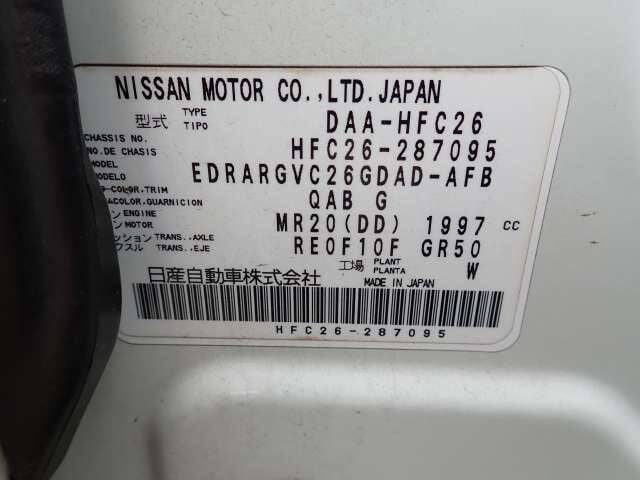 NISSAN MOTOR CO.,LTD.JAPAN
型式 TYPE TIPO DAA-HFC26
CHASSIS NO. NO.DE CHASIS HFC26-287095
MODEL MODELO EDRARGVC26GDAD-AFB
COLOR,TRIM COLOR,GUARNICION QAB G
ENGINE MOTOR MR20(DD) 1997 cc
TRANS.,AXLE TRANS.,EJE RE0F10F GR50
工場 PLANT PLANTA W
日産自動車株式会社 MADE IN JAPAN
HFC26-287095